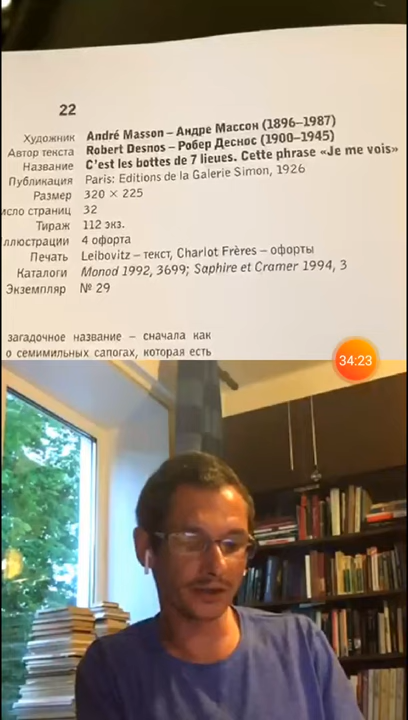 22
Художник André Masson – Андре Массон (1896–1987)
Автор текста Robert Desnos – Робер Деснос (1900–1945)
Название C'est les bottes de 7 lieues. Cette phrase «Je me vois»
Публикация Paris: Editions de la Galerie Simon, 1926
Размер 320 × 225
исло страниц 32
Тираж 112 экз.
ллюстрации 4 офорта
Печать Leibovitz – текст, Charlot Frères – офорты
Каталоги Monod 1992, 3699; Saphire et Cramer 1994, 3
Экземпляр № 29
загадочное название – сначала как
о семимильных сапогах, которая есть
34:23